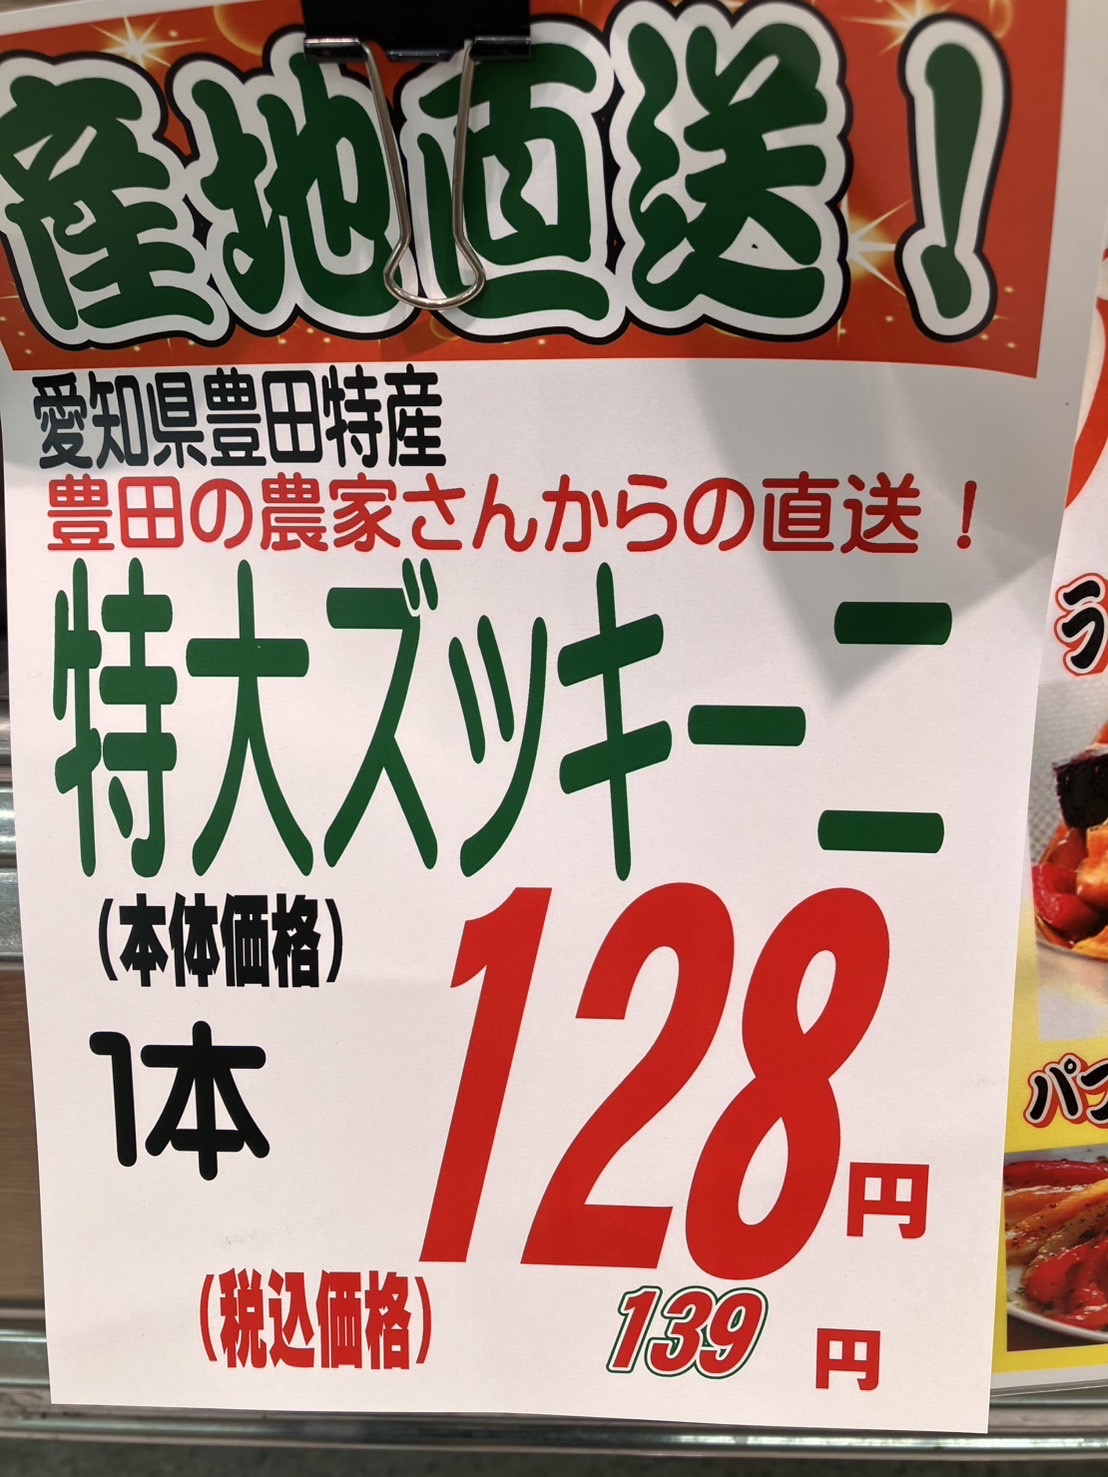 産地直送！
愛知県豊田特産
豊田の農家さんからの直送！
特大ズッキーニ
(本体価格)
1本
128円
(税込価格)
139円